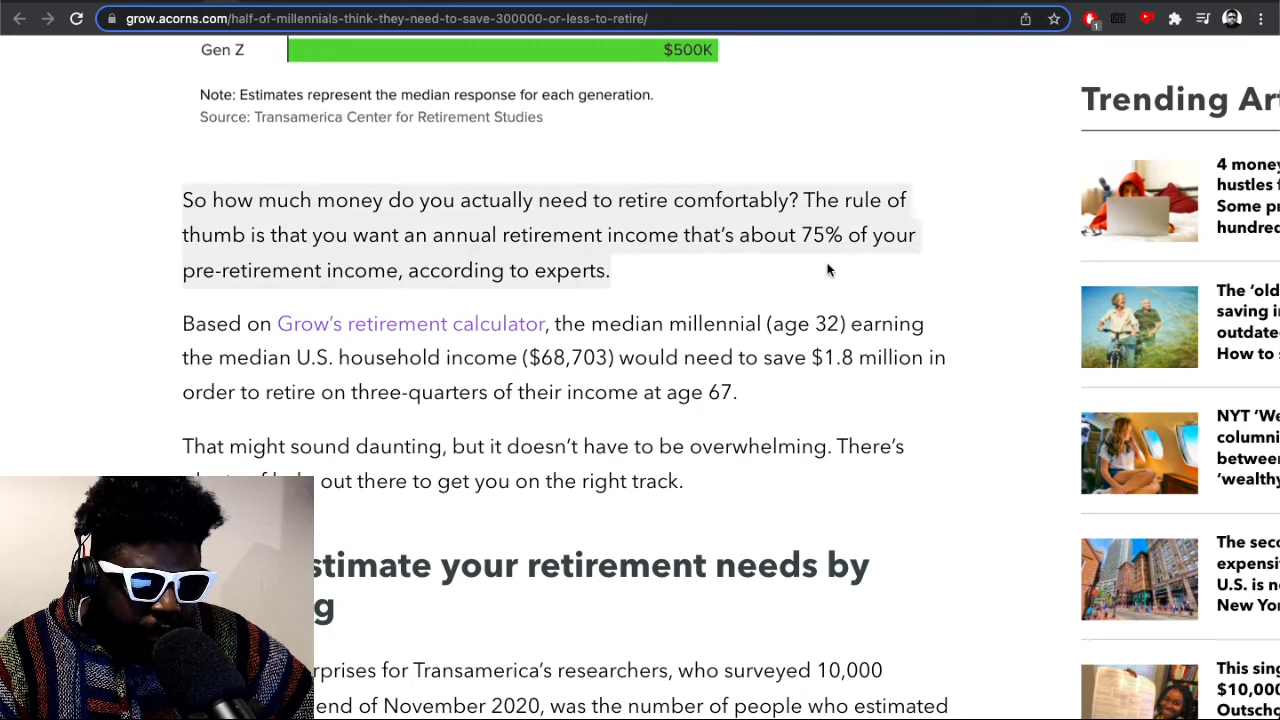 grow.acorns.com/half-of-millennials-think-they-need-to-save-300000-or-less-to-retire/
1
Gen Z
$500K
Note: Estimates represent the median response for each generation.
Source: Transamerica Center for Retirement Studies
So how much money do you actually need to retire comfortably? The rule of
thumb is that you want an annual retirement income that’s about 75% of your
pre-retirement income, according to experts.
Based on Grow’s retirement calculator, the median millennial (age 32) earning
the median U.S. household income ($68,703) would need to save $1.8 million in
order to retire on three-quarters of their income at age 67.
That might sound daunting, but it doesn’t have to be overwhelming. There’s
out there to get you on the right track.
stimate your retirement needs by
g
rprises for Transamerica’s researchers, who surveyed 10,000
end of November 2020, was the number of people who estimated
Trending Art
4 money
hustles f
Some pr
hundred
The ‘old
saving i
outdate
How to s
NYT ‘We
columni
betwee
‘wealthy
The seco
expensi
U.S. is n
New Yor
This sing
$10,000
Outscho